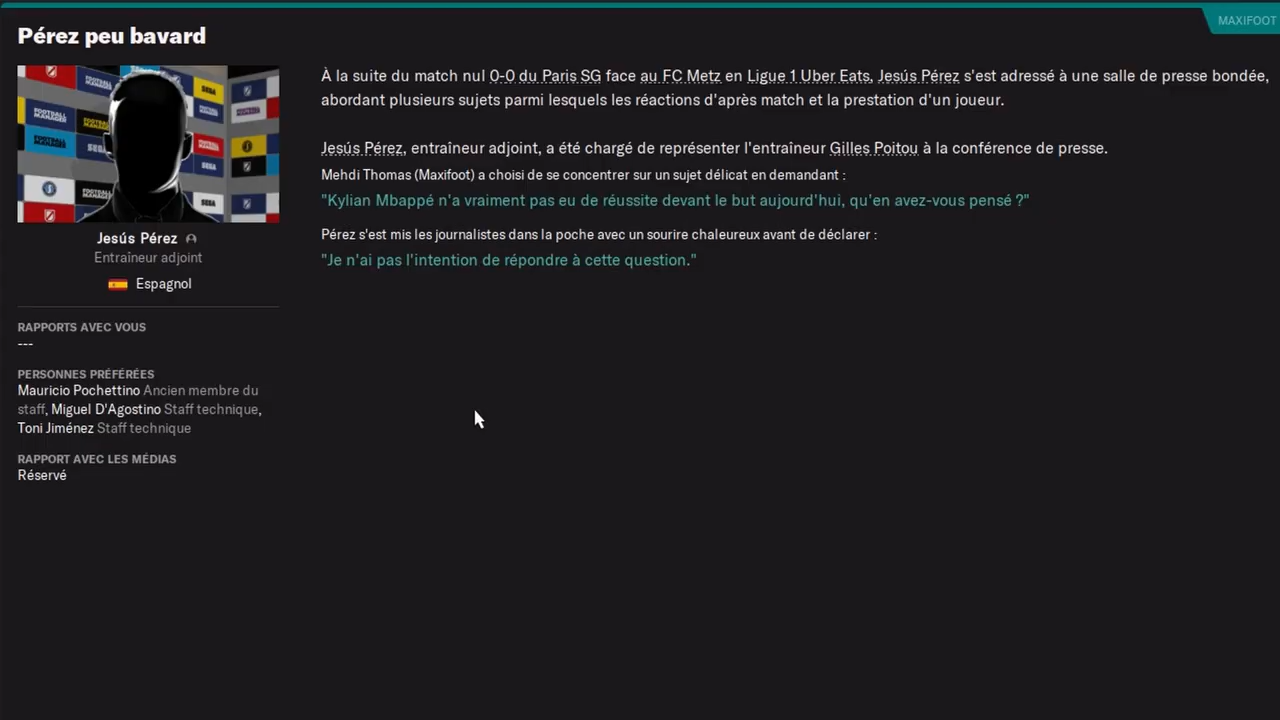 MAXIFOOT
Pérez peu bavard
À la suite du match nul 0-0 du Paris SG face au FC Metz en Ligue 1 Uber Eats, Jesús Pérez s'est adressé à une salle de presse bondée,
abordant plusieurs sujets parmi lesquels les réactions d'après match et la prestation d'un joueur.
Jesús Pérez, entraîneur adjoint, a été chargé de représenter l'entraîneur Gilles Poitou à la conférence de presse.
Mehdi Thomas (Maxifoot) a choisi de se concentrer sur un sujet délicat en demandant :
"Kylian Mbappé n'a vraiment pas eu de réussite devant le but aujourd'hui, qu'en avez-vous pensé ?"
Pérez s'est mis les journalistes dans la poche avec un sourire chaleureux avant de déclarer :
"Je n'ai pas l'intention de répondre à cette question."
Jesús Pérez
Entraîneur adjoint
Espagnol
RAPPORTS AVEC VOUS
---
PERSONNES PRÉFÉRÉES
Mauricio Pochettino Ancien membre du
staff, Miguel D'Agostino Staff technique,
Toni Jiménez Staff technique
RAPPORT AVEC LES MÉDIAS
Réservé